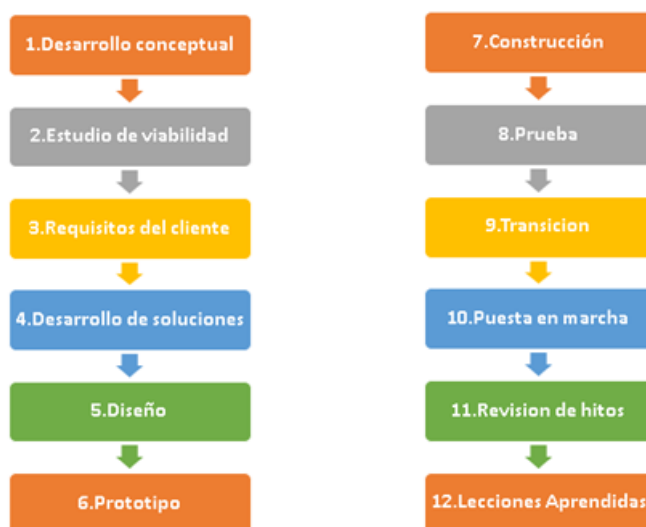 1.Desarrollo conceptual
2.Estudio de viabilidad
3.Requisitos del cliente
4.Desarrollo de soluciones
5.Diseño
6.Prototipo
7.Construcción
8.Prueba
9.Transicion
10.Puesta en marcha
11.Revision de hitos
12.Lecciones Aprendidas